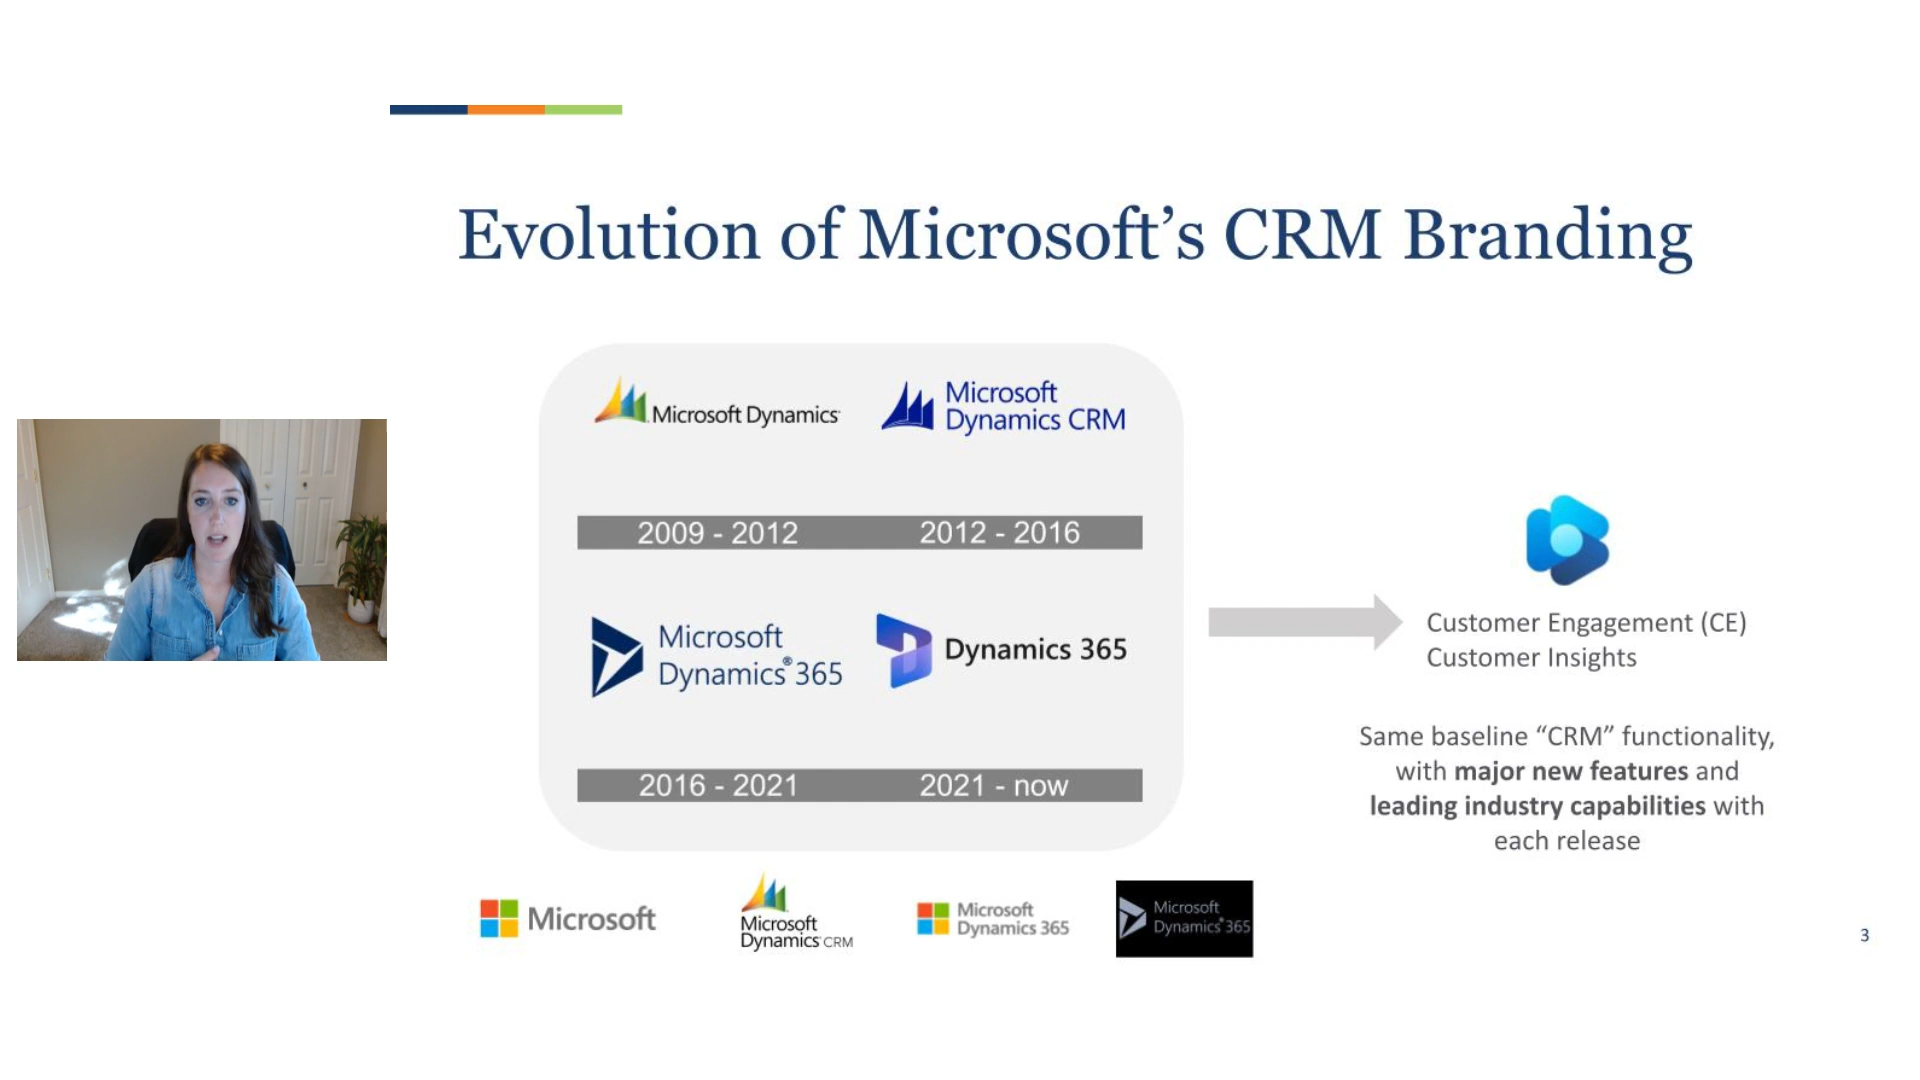 Evolution of Microsoft’s CRM Branding
Microsoft Dynamics
Microsoft
Dynamics CRM
2009 - 2012
2012 - 2016
Microsoft
Dynamics® 365
Dynamics 365
2016 - 2021
2021 - now
Customer Engagement (CE)
Customer Insights
Same baseline “CRM” functionality,
with major new features and
leading industry capabilities with
each release
Microsoft
Microsoft
Dynamics CRM
Microsoft
Dynamics 365
Microsoft
Dynamics® 365
3